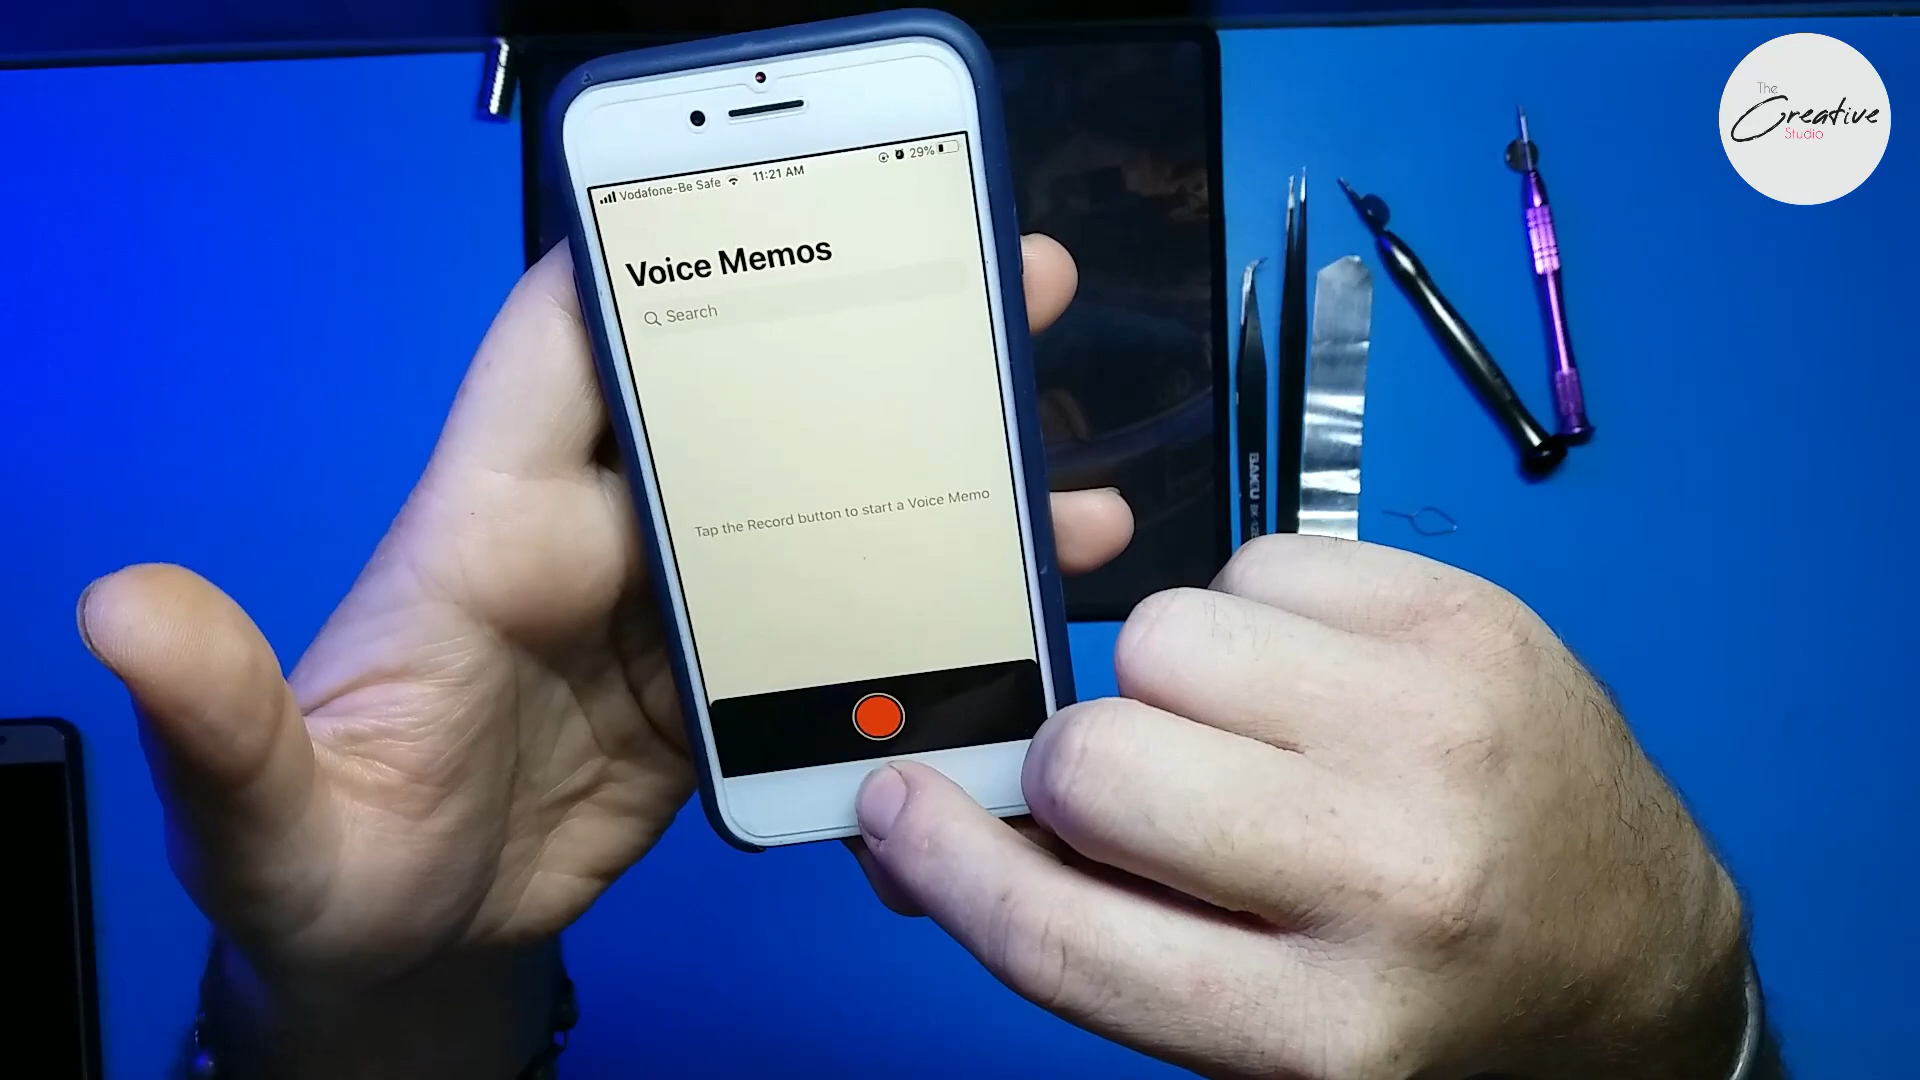 The
Creative
Studio
Vodafone-Be Safe 11:21 AM 29%
Voice Memos
Search
Tap the Record button to start a Voice Memo
BAKU